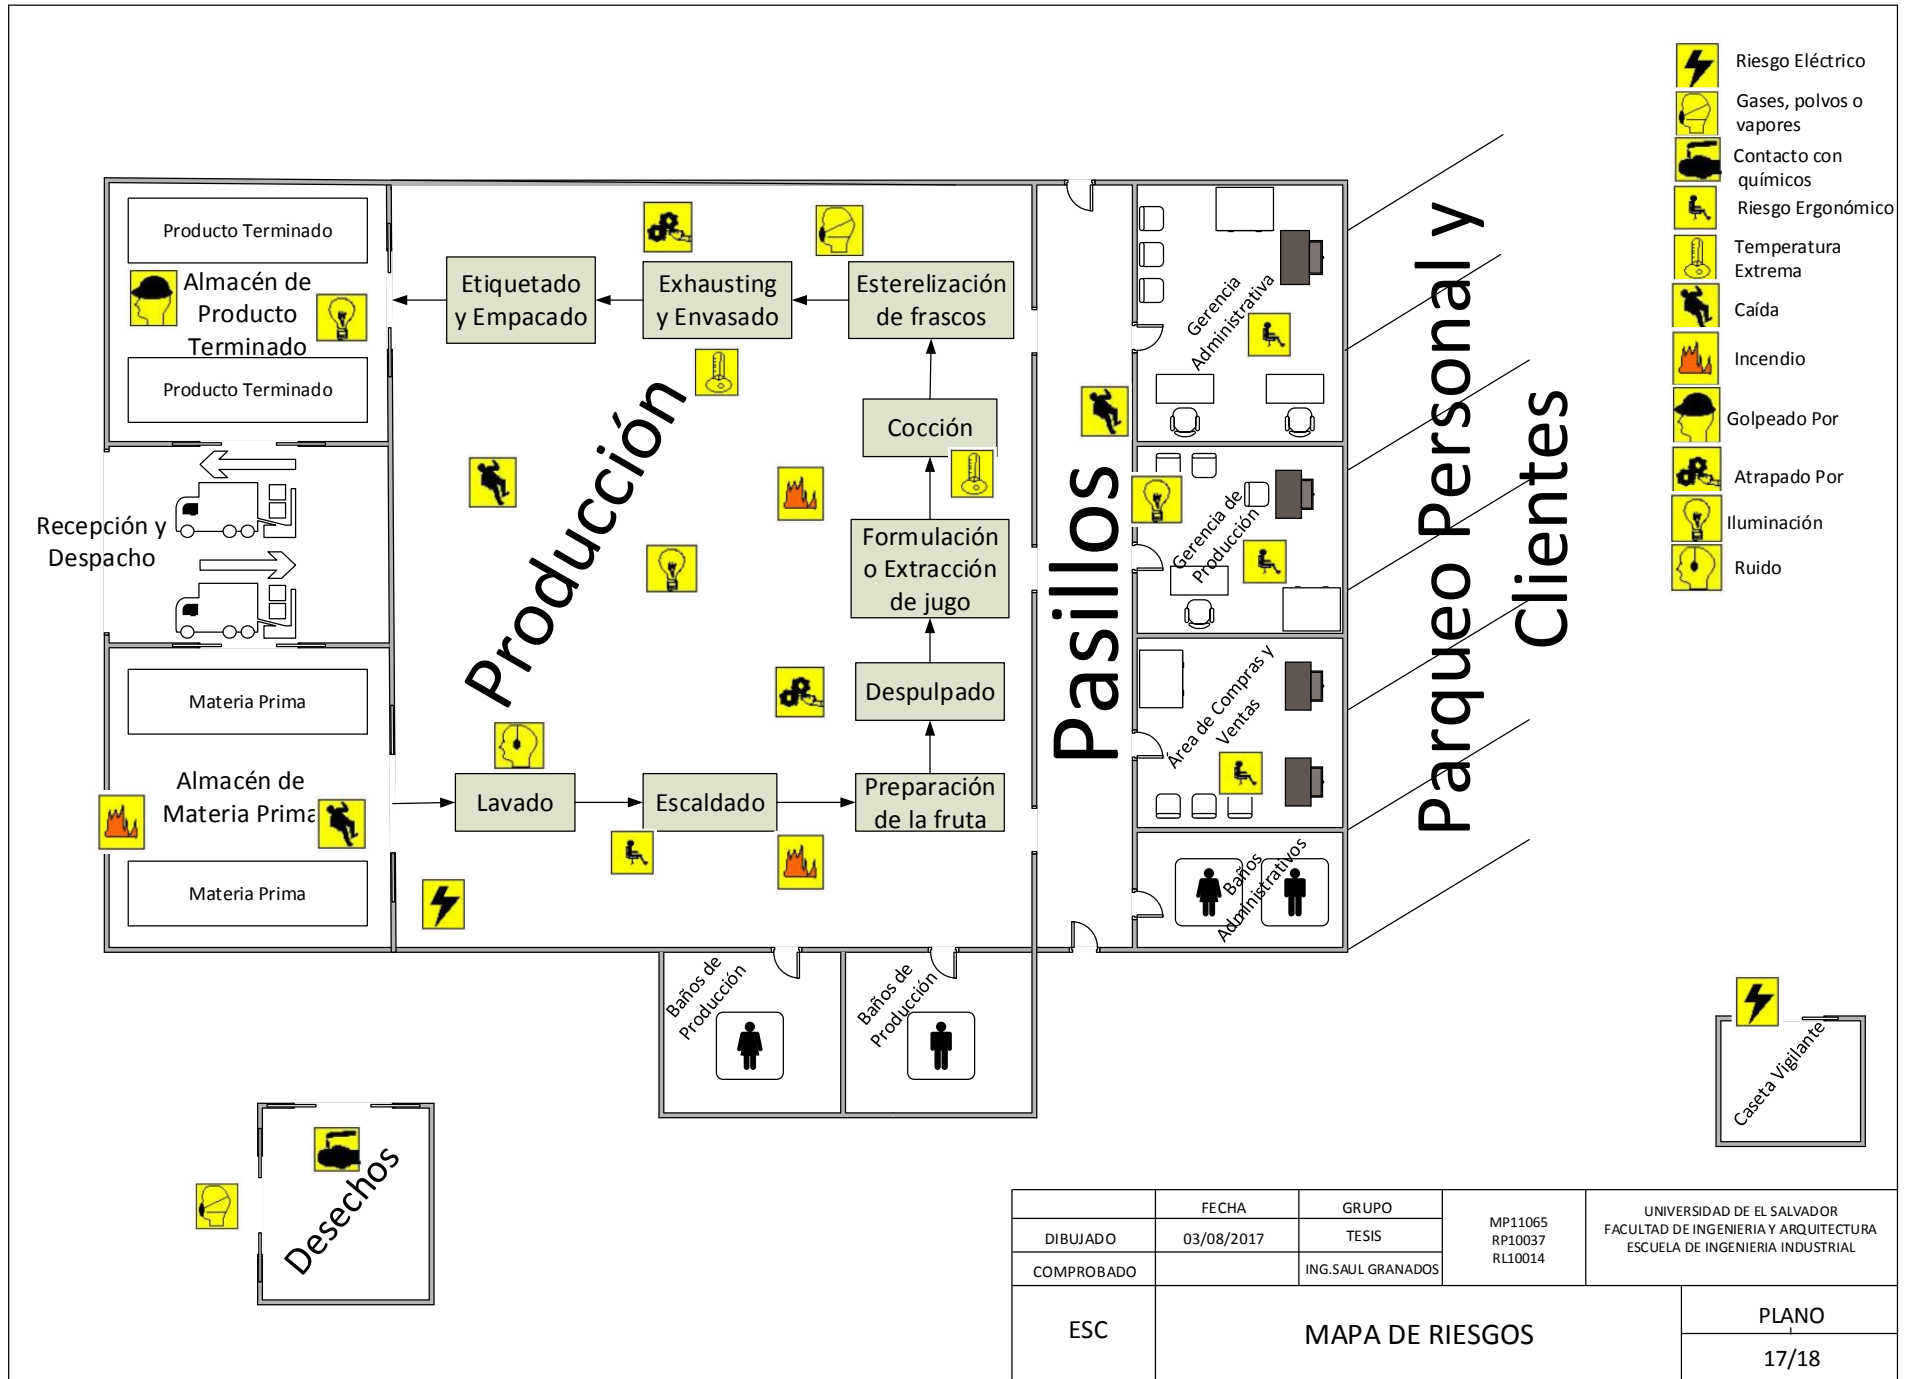 Riesgo Eléctrico
Gases, polvos o
vapores
Contacto con
químicos
Riesgo Ergonómico
Temperatura
Extrema
Caída
Incendio
Golpeado Por
Atrapado Por
Iluminación
Ruido
Producto Terminado
Almacén de
Producto
Terminado
Producto Terminado
Recepción y
Despacho
Materia Prima
Almacén de
Materia Prima
Materia Prima
Producción
Etiquetado
y Empacado
Exhausting
y Envasado
Esterelización
de frascos
Cocción
Formulación
o Extracción
de jugo
Despulpado
Lavado
Escaldado
Preparación
de la fruta
Pasillos
Gerencia
Administrativa
Gerencia de
Producción
Área de Compras y
Ventas
Baños
Administrativos
Parqueo Personal y
Clientes
Baños de
Producción
Baños de
Producción
Desechos
Caseta Vigilante
FECHA
GRUPO
DIBUJADO
03/08/2017
TESIS
COMPROBADO
ING.SAUL GRANADOS
MP11065
RP10037
RL10014
UNIVERSIDAD DE EL SALVADOR
FACULTAD DE INGENIERIA Y ARQUITECTURA
ESCUELA DE INGENIERIA INDUSTRIAL
ESC
MAPA DE RIESGOS
PLANO
17/18